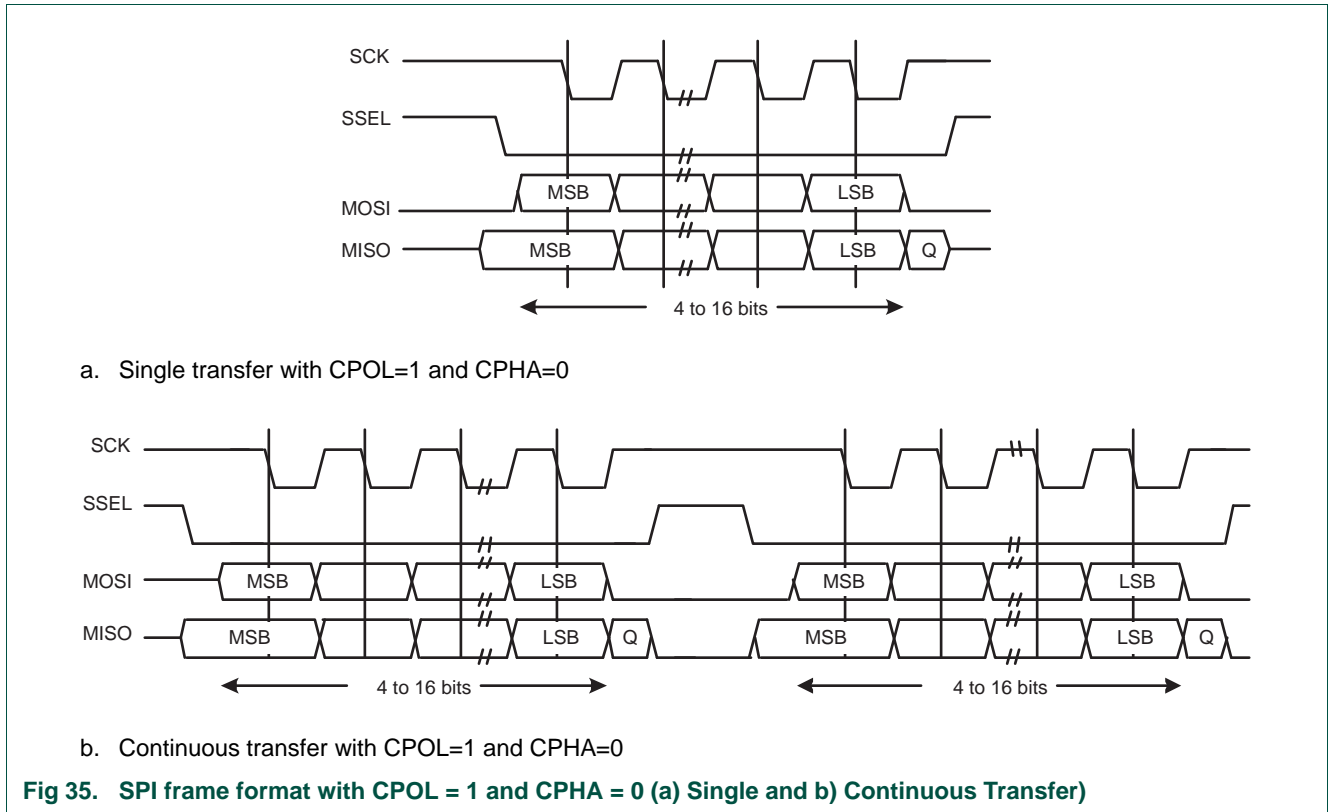 SCK
SSEL
MOSI MSB LSB
MISO MSB LSB Q
4 to 16 bits
a. Single transfer with CPOL=1 and CPHA=0
SCK
SSEL
MOSI MSB LSB MSB LSB
MISO MSB LSB Q MSB LSB Q
4 to 16 bits 4 to 16 bits
b. Continuous transfer with CPOL=1 and CPHA=0
Fig 35. SPI frame format with CPOL = 1 and CPHA = 0 (a) Single and b) Continuous Transfer)